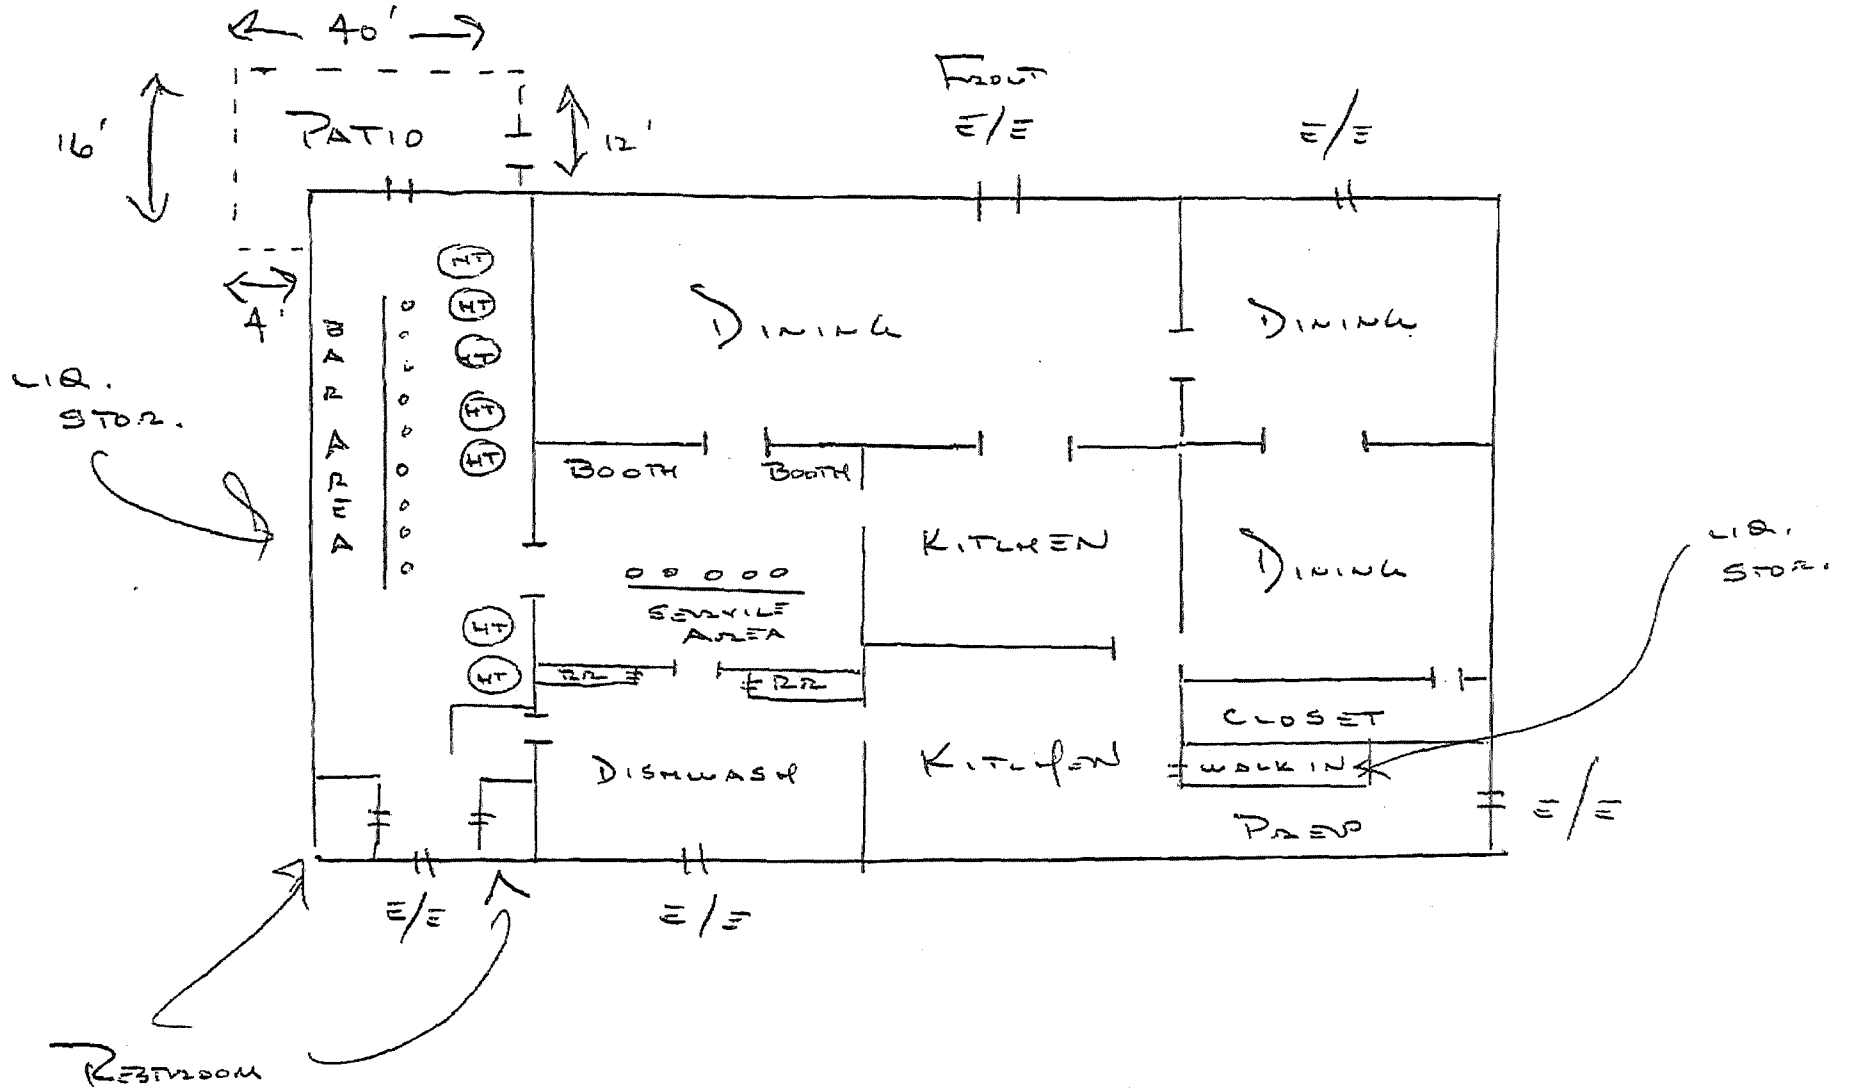 40'
FRONT
E/E
E/E
16'
PATIO
12'
4'
HT
HT
HT
HT
HT
HT
HT
BAR AREA
DINING
DINING
LIQ.
STOR.
BOOTH
BOOTH
KITCHEN
DINING
LIQ.
STOR.
SERVICE
AREA
RR
RR
CLOSET
DISHWASH
KITCHEN
WALK IN
PREP
E/E
E/E
E/E
RESTROOM